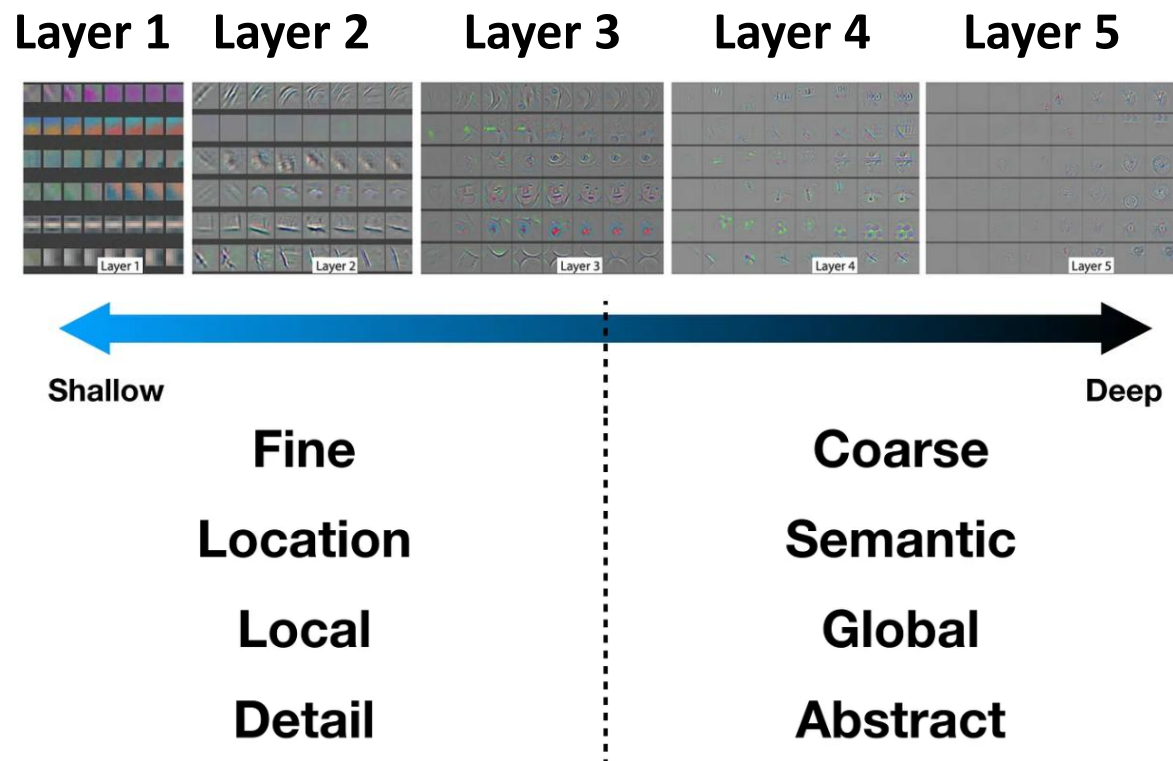 Layer 1 Layer 2 Layer 3 Layer 4 Layer 5
Layer 1 Layer 2 Layer 3 Layer 4 Layer 5
Shallow Deep
Fine Coarse
Location Semantic
Local Global
Detail Abstract